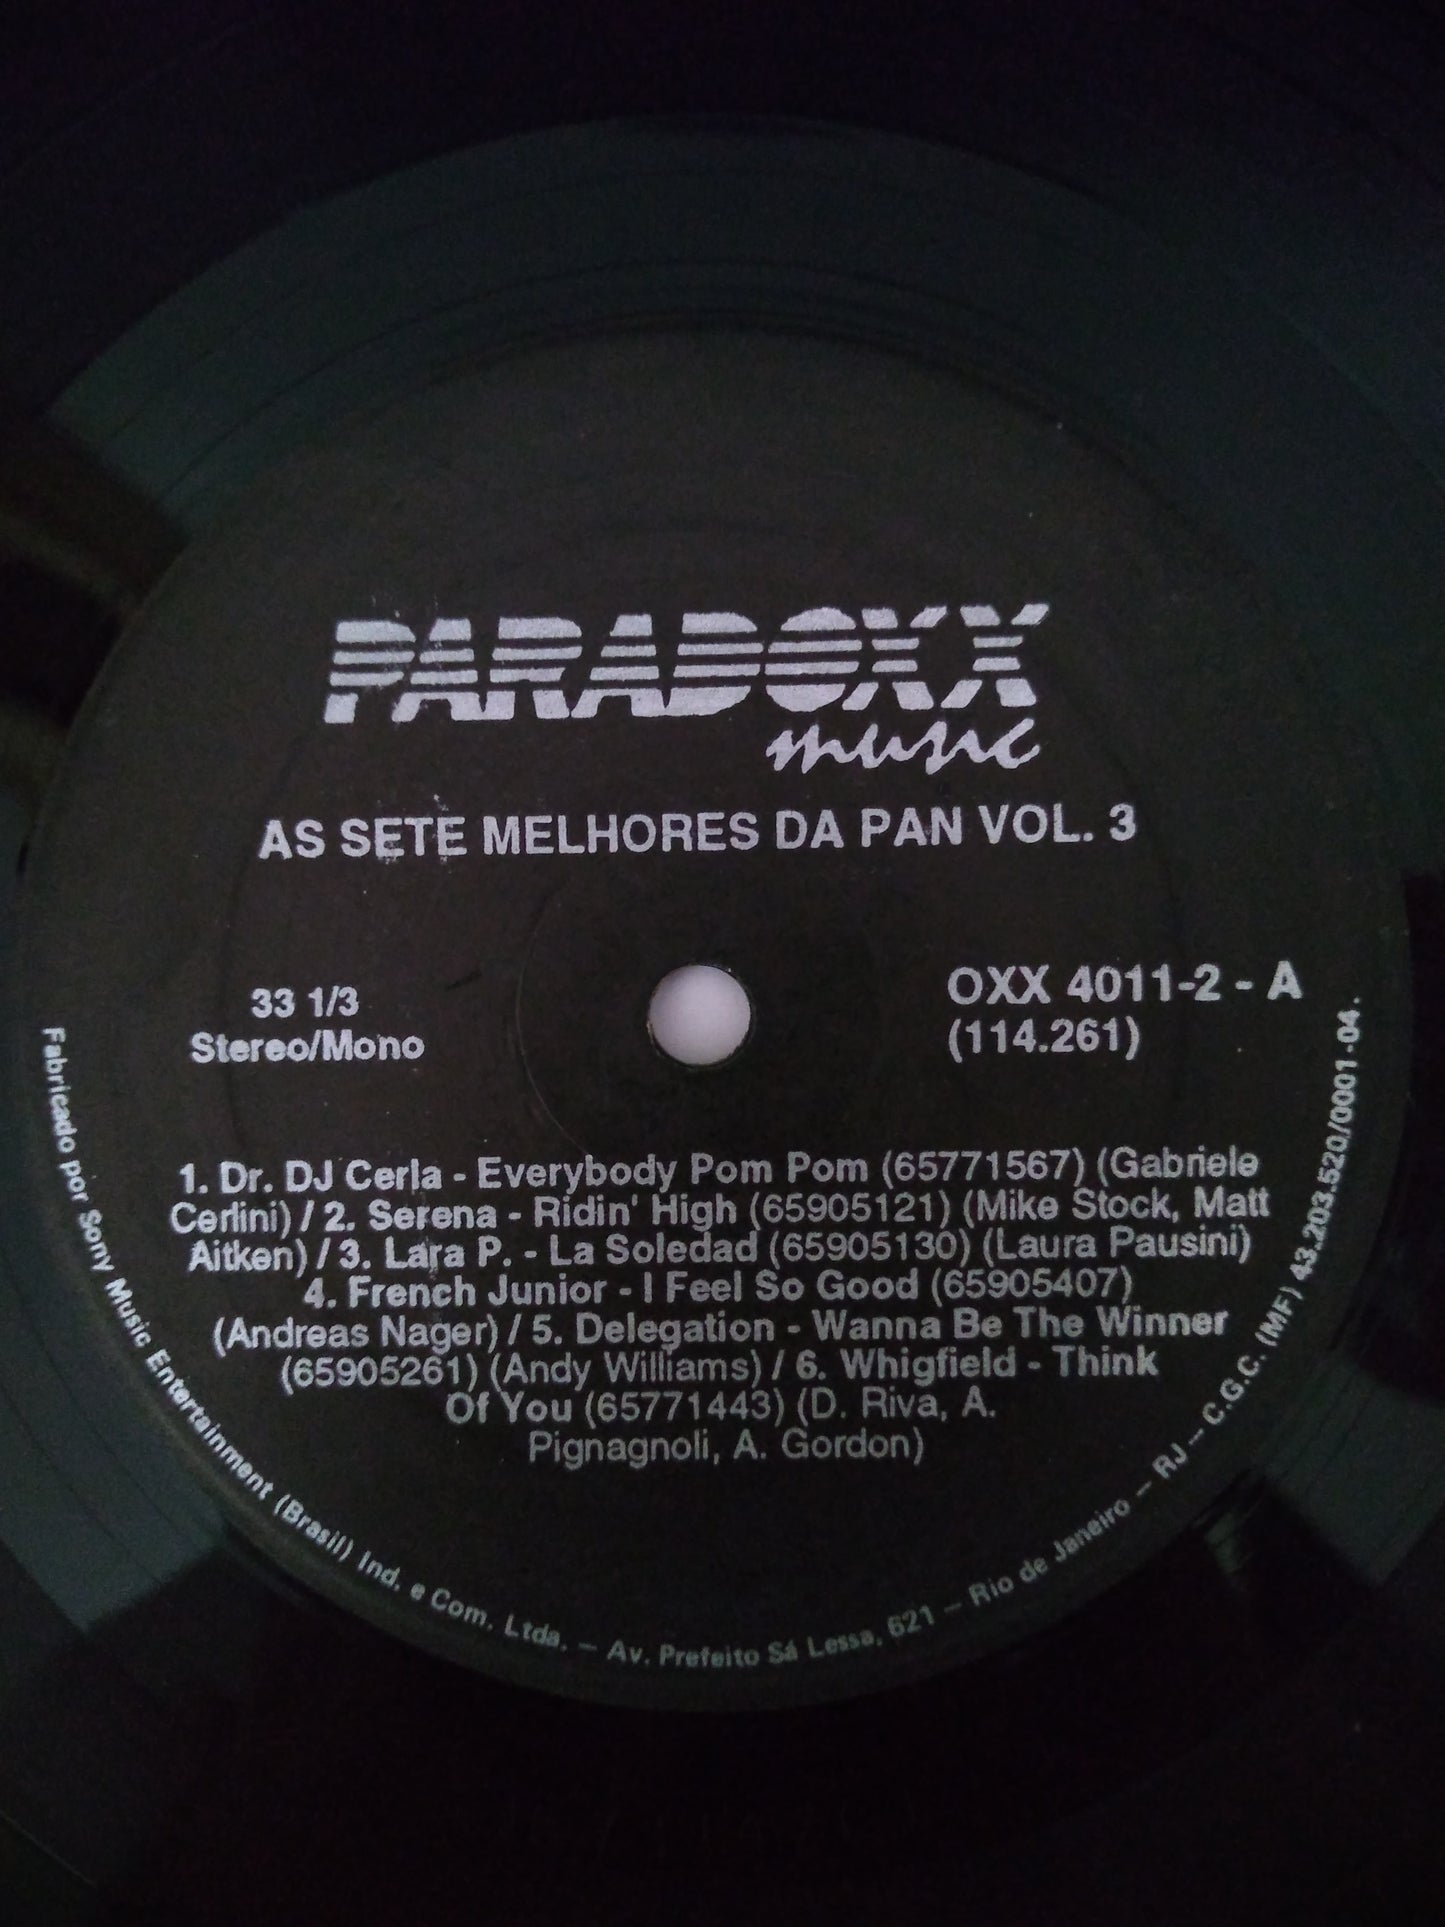 PARADOXX
music
AS SETE MELHORES DA PAN VOL. 3
33 1/3
Stereo/Mono
OXX 4011-2 - A
(114.261)
1. Dr. DJ Cerla - Everybody Pom Pom (65771567) (Gabriele
Cerlini) / 2. Serena - Ridin' High (65905121) (Mike Stock, Matt
Aitken) / 3. Lara P. - La Soledad (65905130) (Laura Pausini)
4. French Junior - I Feel So Good (65905407)
(Andreas Nager) / 5. Delegation - Wanna Be The Winner
(65905261) (Andy Williams) / 6. Whigfield - Think
Of You (65771443) (D. Riva, A.
Pignagnoli, A. Gordon)
Fabricado por Sony Music Entertainment (Brasil) Ind. e Com. Ltda. – Av. Prefeito Sá Lessa, 621 – Rio de Janeiro – RJ – C.G.C. (MF) 43.203.520/0001-04.